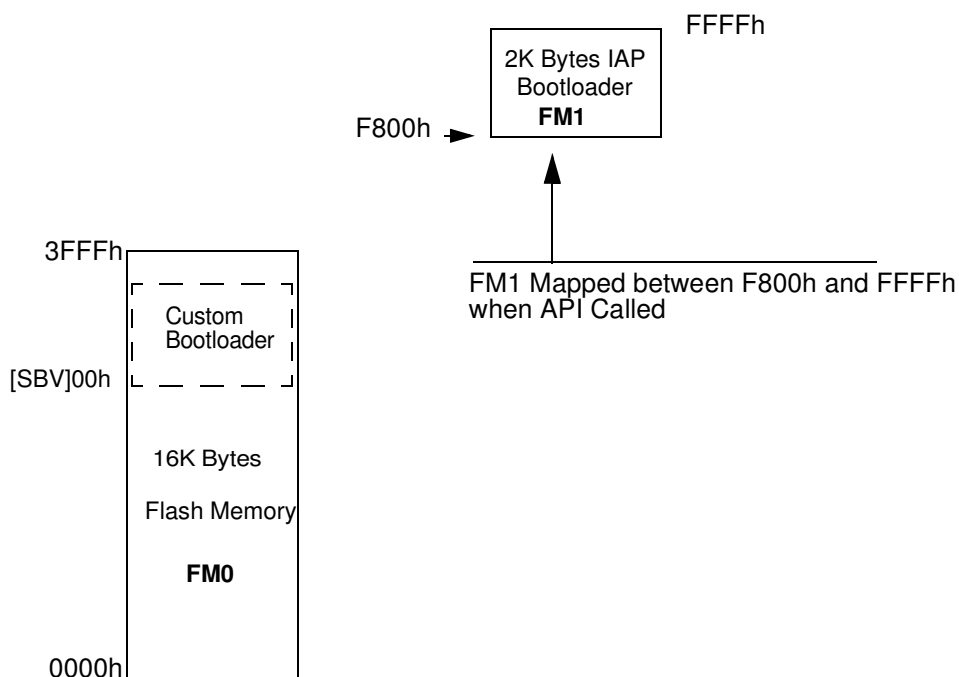 FFFFh
2K Bytes IAP
Bootloader
FM1
F800h
3FFFh
FM1 Mapped between F800h and FFFFh
when API Called
Custom
Bootloader
[SBV]00h
16K Bytes
Flash Memory
FM0
0000h